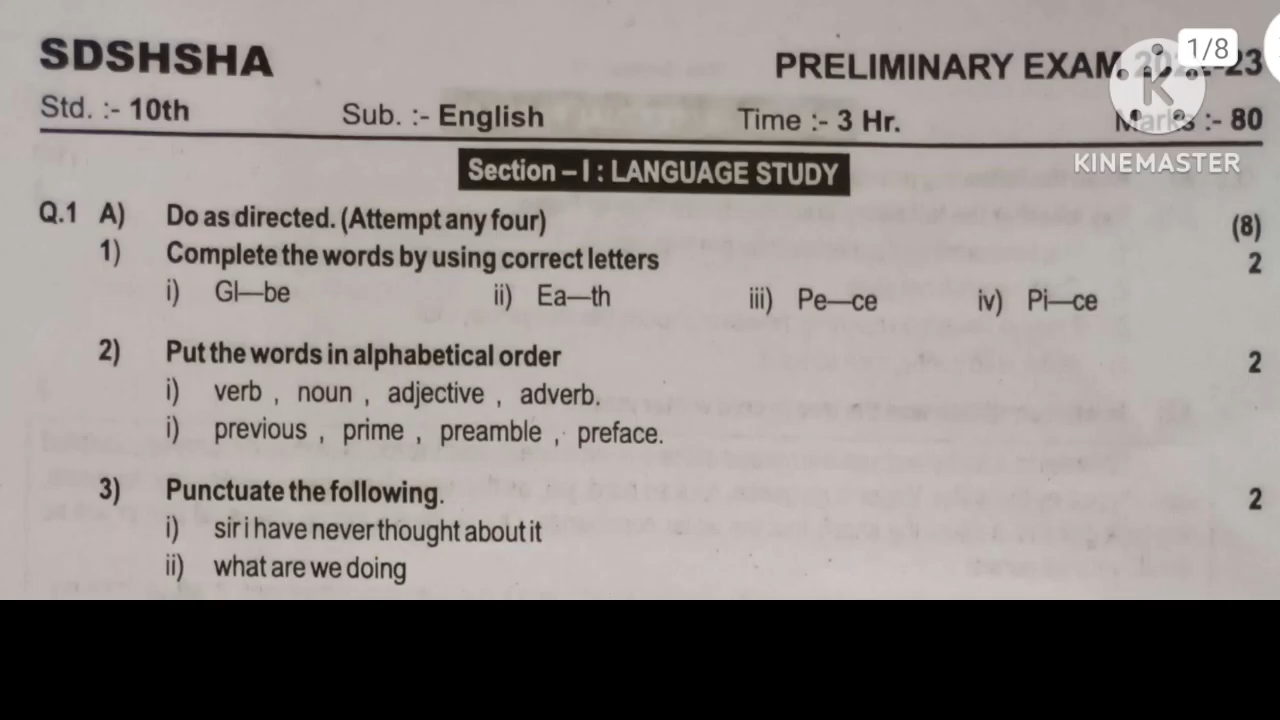 1/8
SDSHSHA PRELIMINARY EXAM. 2022-23
Std. :- 10th Sub. :- English Time :- 3 Hr. Marks :- 80
KINEMASTER
Section – I : LANGUAGE STUDY
Q.1 A) Do as directed. (Attempt any four) (8)
1) Complete the words by using correct letters 2
i) Gl—be ii) Ea—th iii) Pe—ce iv) Pi—ce
2) Put the words in alphabetical order 2
i) verb , noun , adjective , adverb.
i) previous , prime , preamble , preface.
3) Punctuate the following. 2
i) sir i have never thought about it
ii) what are we doing